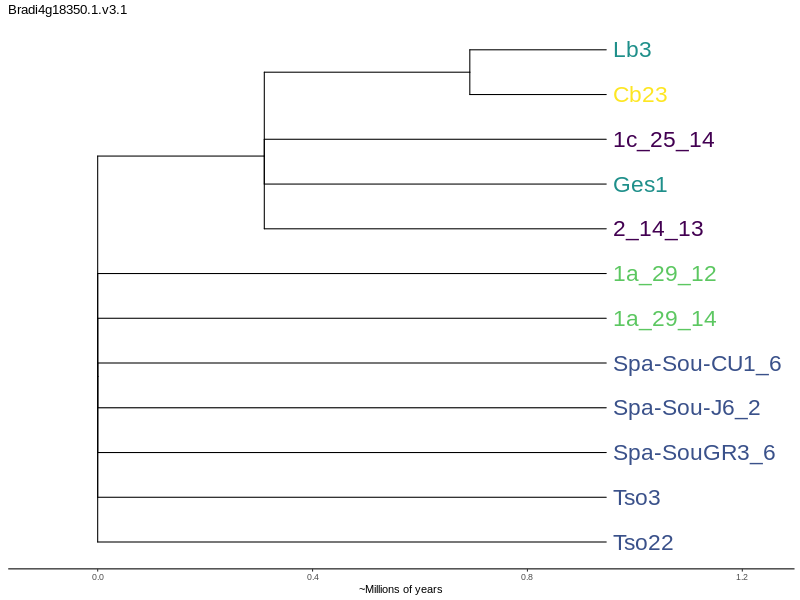 Bradi4g18350.1.v3.1
Lb3
Cb23
1c_25_14
Ges1
2_14_13
1a_29_12
1a_29_14
Spa-Sou-CU1_6
Spa-Sou-J6_2
Spa-SouGR3_6
Tso3
Tso22
0.0 0.4 0.8 1.2
~Millions of years